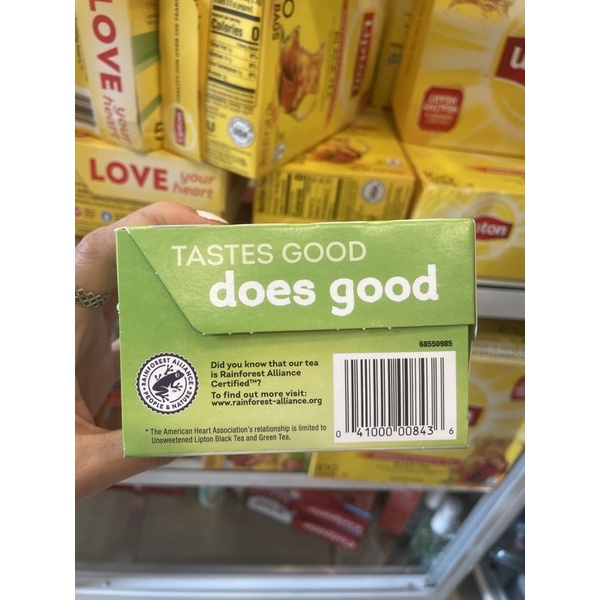 LOVE
your
heart
Calories 0
BAGS
Lipton
LOVE your
heart
Lipton
TASTES GOOD
does good
68550985
RAINFOREST ALLIANCE
PEOPLE & NATURE
Did you know that our tea
is Rainforest Alliance
Certified™?
To find out more visit:
www.rainforest-alliance.org
* The American Heart Association's relationship is limited to
Unsweetened Lipton Black Tea and Green Tea.
0 41000 00843 6